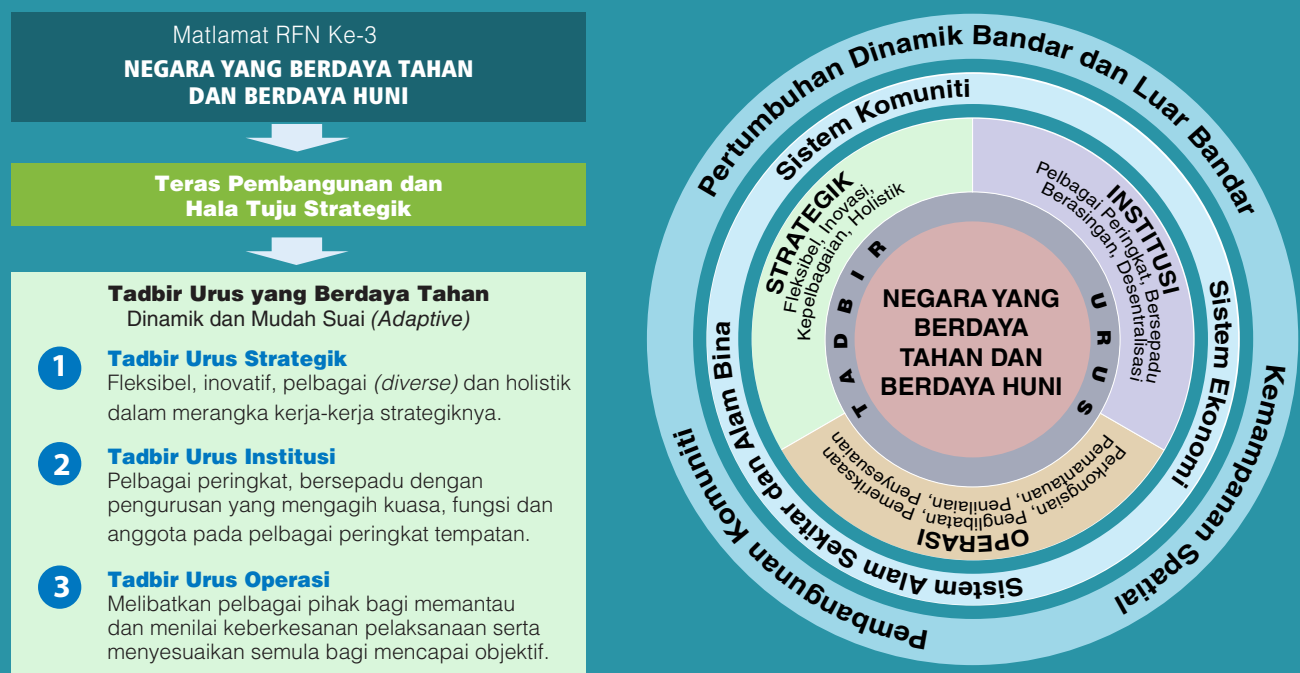 Matlamat RFN Ke-3
NEGARA YANG BERDAYA TAHAN
DAN BERDAYA HUNI
Teras Pembangunan dan
Hala Tuju Strategik
Tadbir Urus yang Berdaya Tahan
Dinamik dan Mudah Suai (Adaptive)
1
Tadbir Urus Strategik
Fleksibel, inovatif, pelbagai (diverse) dan holistik
dalam merangka kerja-kerja strategiknya.
2
Tadbir Urus Institusi
Pelbagai peringkat, bersepadu dengan
pengurusan yang mengagih kuasa, fungsi dan
anggota pada pelbagai peringkat tempatan.
3
Tadbir Urus Operasi
Melibatkan pelbagai pihak bagi memantau
dan menilai keberkesanan pelaksanaan serta
menyesuaikan semula bagi mencapai objektif.
Pertumbuhan Dinamik Bandar dan Luar Bandar
Kemampanan Spatial
Pembangunan Komuniti
Sistem Komuniti
Sistem Ekonomi
Sistem Alam Sekitar dan Alam Bina
STRATEGIK
Fleksibel, Inovasi,
Kepelbagaian, Holistik
INSTITUSI
Pelbagai Peringkat, Bersepadu
Berasingan, Desentralisasi
OPERASI
Perkongsian, Penglibatan, Pemeriksaan
Pemantauan, Penilaian, Penyesuaian
TADBIR URUS
NEGARA YANG
BERDAYA
TAHAN DAN
BERDAYA HUNI